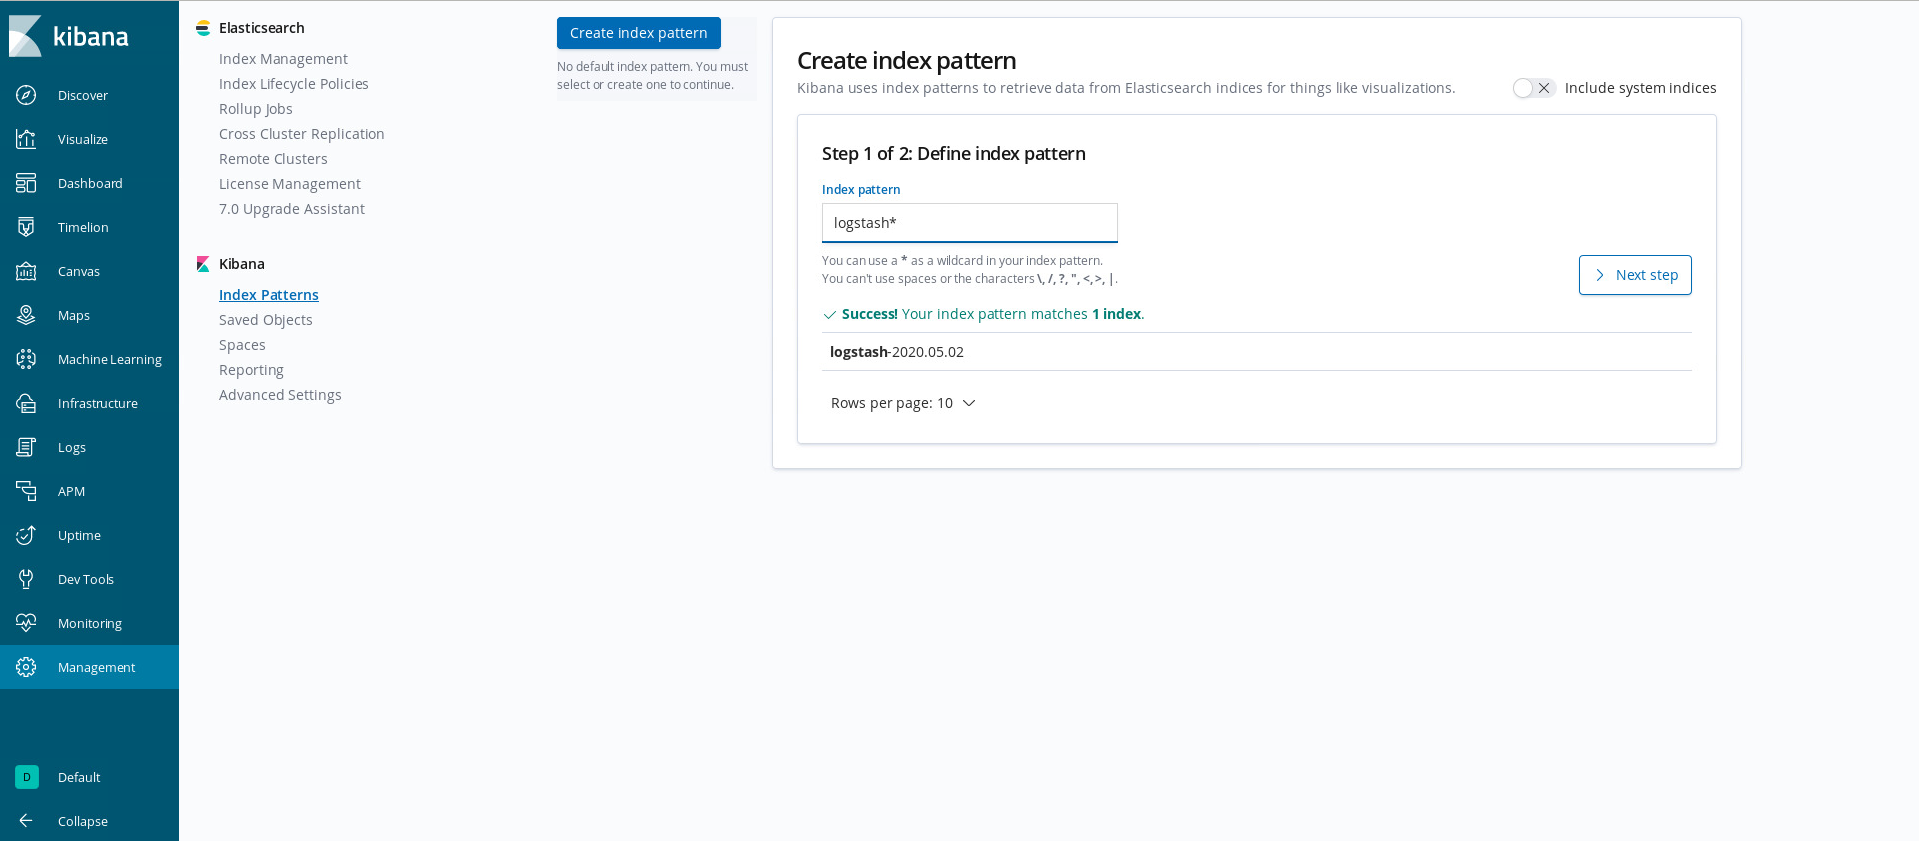 kibana
Discover
Visualize
Dashboard
Timelion
Canvas
Maps
Machine Learning
Infrastructure
Logs
APM
Uptime
Dev Tools
Monitoring
Management
D
Default
Collapse
Elasticsearch
Index Management
Index Lifecycle Policies
Rollup Jobs
Cross Cluster Replication
Remote Clusters
License Management
7.0 Upgrade Assistant
Kibana
Index Patterns
Saved Objects
Spaces
Reporting
Advanced Settings
Create index pattern
No default index pattern. You must
select or create one to continue.
Create index pattern
Kibana uses index patterns to retrieve data from Elasticsearch indices for things like visualizations.
Include system indices
Step 1 of 2: Define index pattern
Index pattern
logstash*
You can use a * as a wildcard in your index pattern.
You can't use spaces or the characters \, /, ?, ", <, >, |.
Next step
Success! Your index pattern matches 1 index.
logstash-2020.05.02
Rows per page: 10